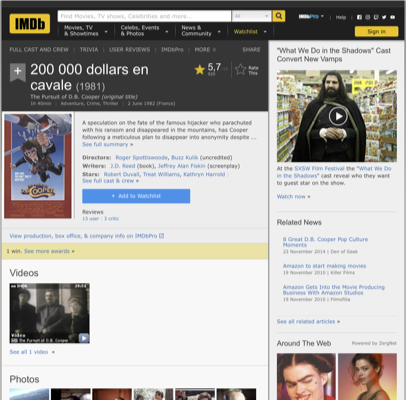 IMDb
Find Movies, TV shows, Celebrities and more...
All
IMDbPro
Help
Movies, TV
& Showtimes
Celebs, Events
& Photos
News &
Community
Watchlist
Sign in
FULL CAST AND CREW | TRIVIA | USER REVIEWS | IMDbPro | MORE
SHARE
200 000 dollars en
cavale (1981)
The Pursuit of D.B. Cooper (original title)
1h 40min | Adventure, Crime, Thriller | 2 June 1982 (France)
5,7
Rate
This
A speculation on the fate of the famous hijacker who parachuted
with his ransom and disappeared in the mountains, has Cooper
following a meticulous plan to disappear into anonymity despite ...
See full summary »
Directors: Roger Spottiswoode, Buzz Kulik (uncredited)
Writers: J.D. Reed (book), Jeffrey Alan Fiskin (screenplay)
Stars: Robert Duvall, Treat Williams, Kathryn Harrold |
See full cast & crew »
+ Add to Watchlist
Reviews
15 user | 3 critic
View production, box office, & company info on IMDbPro
1 win. See more awards »
Videos
Video
The Pursuit of D.B. Cooper
See all 1 video »
Photos
"What We Do in the Shadows" Cast
Convert New Vamps
At the SXSW Film Festival the "What We Do
in the Shadows" cast reveal who they want
to guest star on the show.
Watch now »
Related News
8 Great D.B. Cooper Pop Culture
Moments
23 November 2014 | Den of Geek
Amazon to start making movies
19 November 2010 | Killer Films
Amazon Gets Into the Movie Producing
Business With Amazon Studios
19 November 2010 | Filmofilia
See all related articles »
Around The Web
Powered by ZergNet